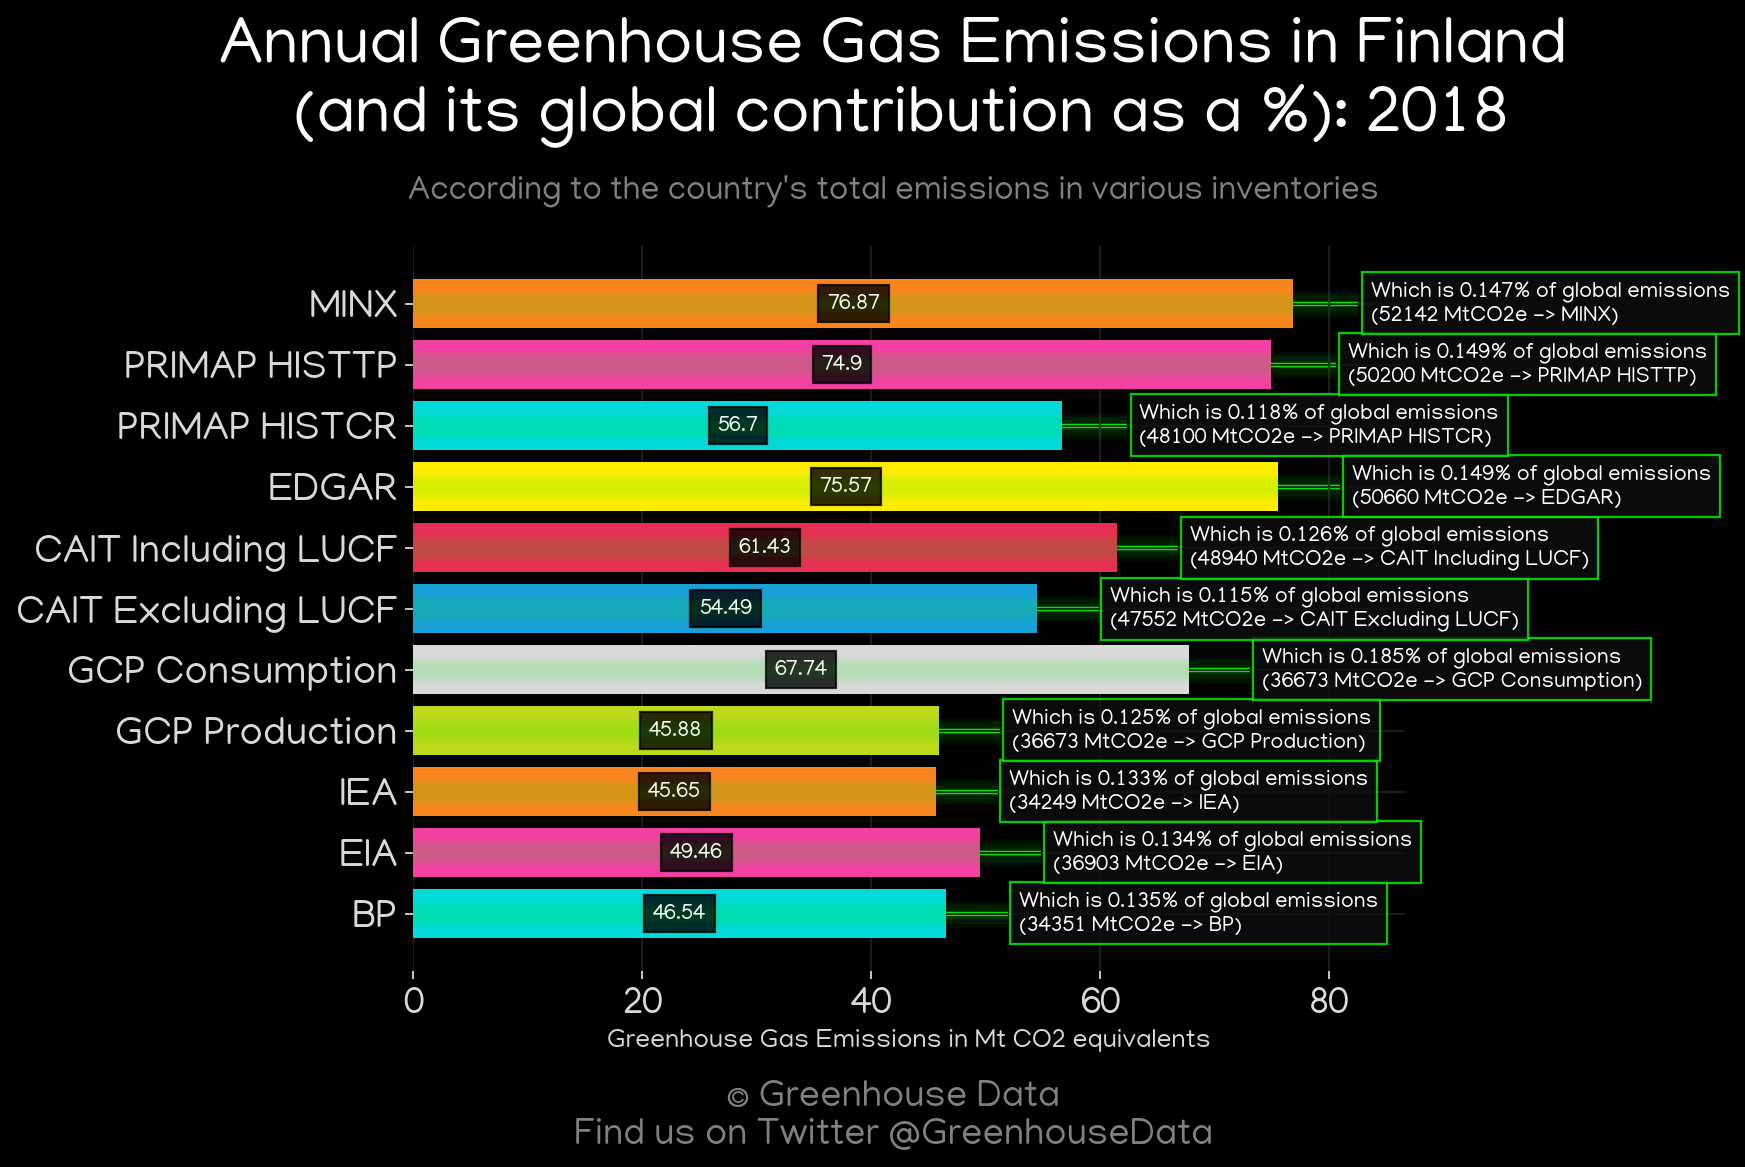 Annual Greenhouse Gas Emissions in Finland
(and its global contribution as a %): 2018
According to the country's total emissions in various inventories
MINX
76.87
Which is 0.147% of global emissions
(52142 MtCO2e -> MINX)
PRIMAP HISTTP
74.9
Which is 0.149% of global emissions
(50200 MtCO2e -> PRIMAP HISTTP)
PRIMAP HISTCR
56.7
Which is 0.118% of global emissions
(48100 MtCO2e -> PRIMAP HISTCR)
EDGAR
75.57
Which is 0.149% of global emissions
(50660 MtCO2e -> EDGAR)
CAIT Including LUCF
61.43
Which is 0.126% of global emissions
(48940 MtCO2e -> CAIT Including LUCF)
CAIT Excluding LUCF
54.49
Which is 0.115% of global emissions
(47552 MtCO2e -> CAIT Excluding LUCF)
GCP Consumption
67.74
Which is 0.185% of global emissions
(36673 MtCO2e -> GCP Consumption)
GCP Production
45.88
Which is 0.125% of global emissions
(36673 MtCO2e -> GCP Production)
IEA
45.65
Which is 0.133% of global emissions
(34249 MtCO2e -> IEA)
EIA
49.46
Which is 0.134% of global emissions
(36903 MtCO2e -> EIA)
BP
46.54
Which is 0.135% of global emissions
(34351 MtCO2e -> BP)
0 20 40 60 80
Greenhouse Gas Emissions in Mt CO2 equivalents
© Greenhouse Data
Find us on Twitter @GreenhouseData